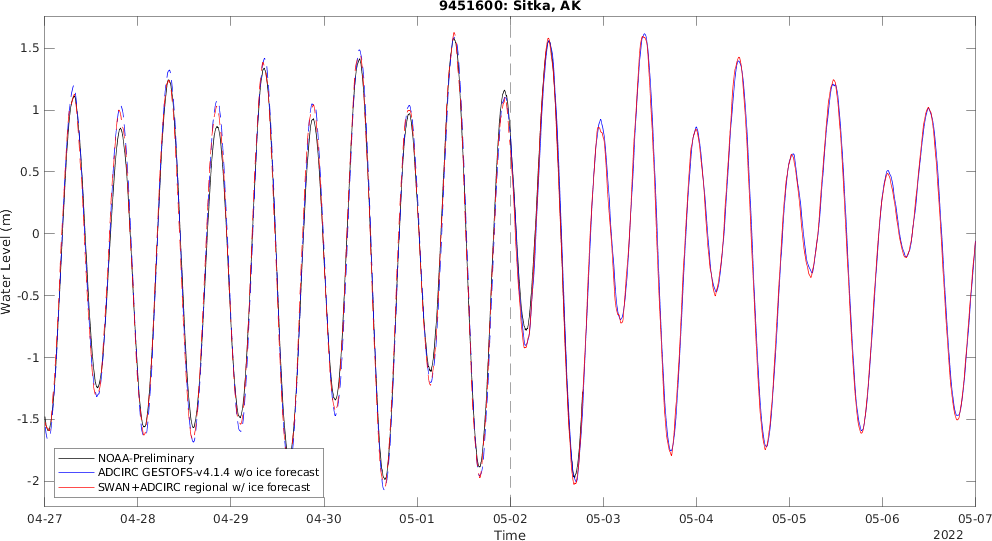 9451600: Sitka, AK
Water Level (m)
1.5
1
0.5
0
-0.5
-1
-1.5
-2
NOAA-Preliminary
ADCIRC GESTOFS-v4.1.4 w/o ice forecast
SWAN+ADCIRC regional w/ ice forecast
04-27 04-28 04-29 04-30 05-01 05-02 05-03 05-04 05-05 05-06 05-07
Time
2022